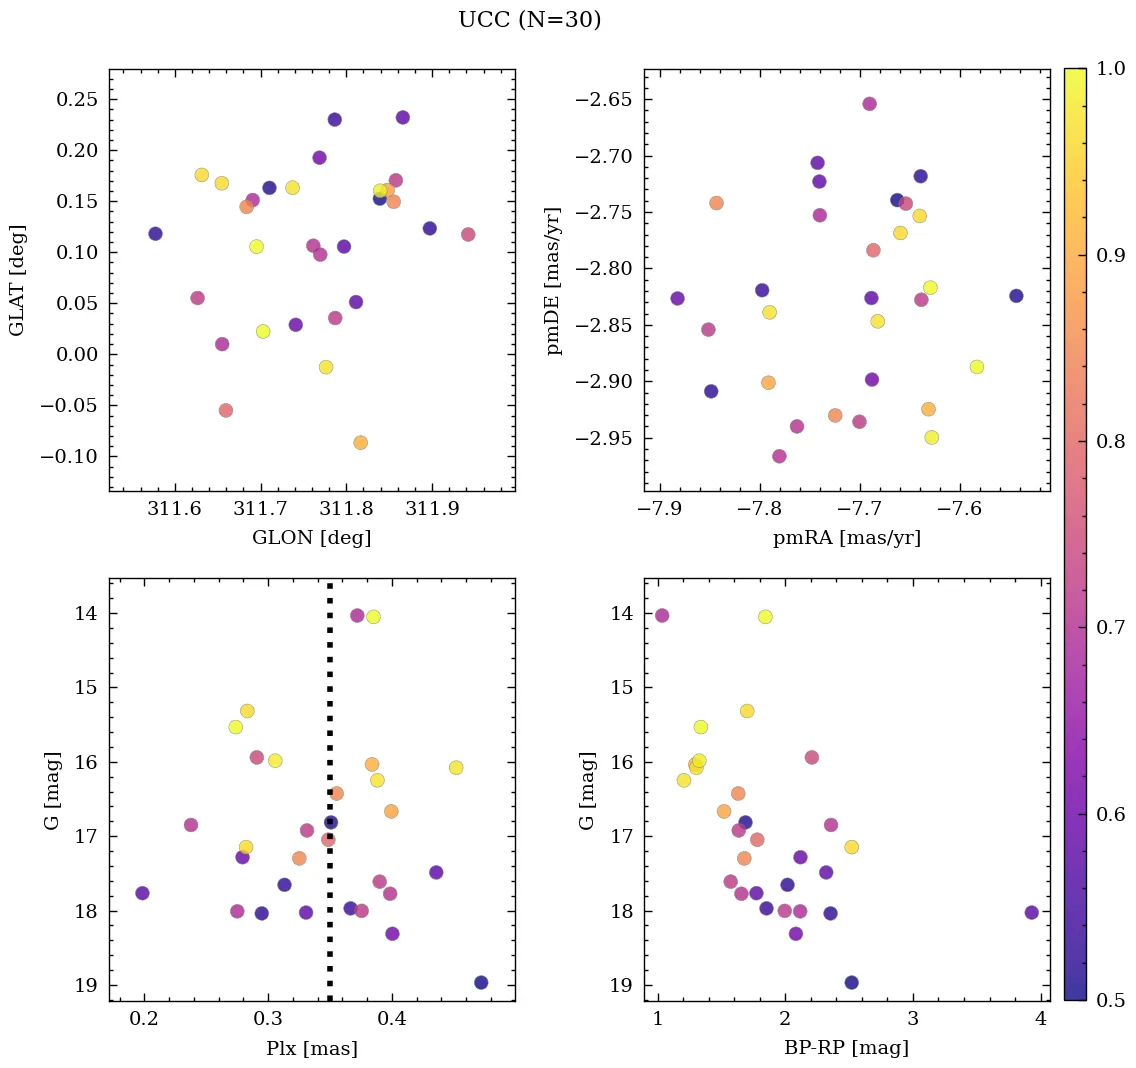 UCC (N=30)
0.25
0.20
0.15
0.10
0.05
0.00
−0.05
−0.10
GLAT [deg]
311.6 311.7 311.8 311.9
GLON [deg]
−2.65
−2.70
−2.75
−2.80
−2.85
−2.90
−2.95
pmDE [mas/yr]
−7.9 −7.8 −7.7 −7.6
pmRA [mas/yr]
14
15
16
17
18
19
G [mag]
0.2 0.3 0.4
Plx [mas]
14
15
16
17
18
19
G [mag]
1 2 3 4
BP-RP [mag]
1.0
0.9
0.8
0.7
0.6
0.5